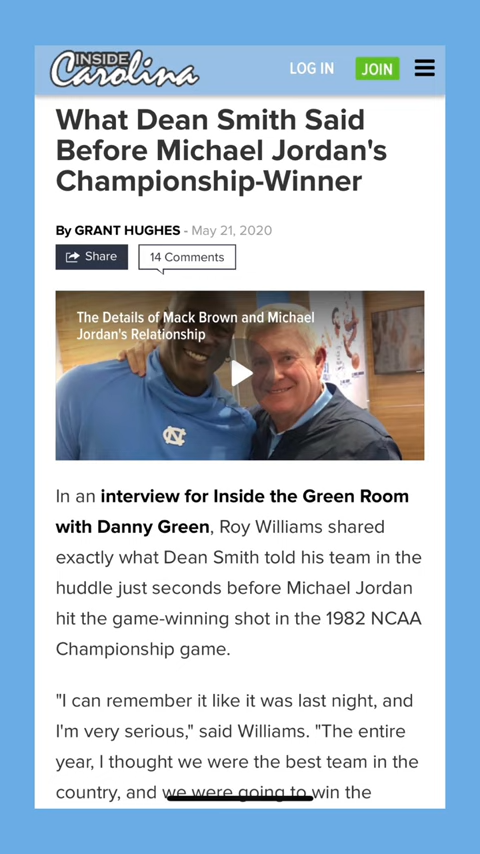 INSIDE
Carolina
LOG IN
JOIN
What Dean Smith Said
Before Michael Jordan's
Championship-Winner
By GRANT HUGHES - May 21, 2020
Share
14 Comments
The Details of Mack Brown and Michael
Jordan's Relationship
NC
In an interview for Inside the Green Room
with Danny Green, Roy Williams shared
exactly what Dean Smith told his team in the
huddle just seconds before Michael Jordan
hit the game-winning shot in the 1982 NCAA
Championship game.
"I can remember it like it was last night, and
I'm very serious," said Williams. "The entire
year, I thought we were the best team in the
country, and we were going to win the